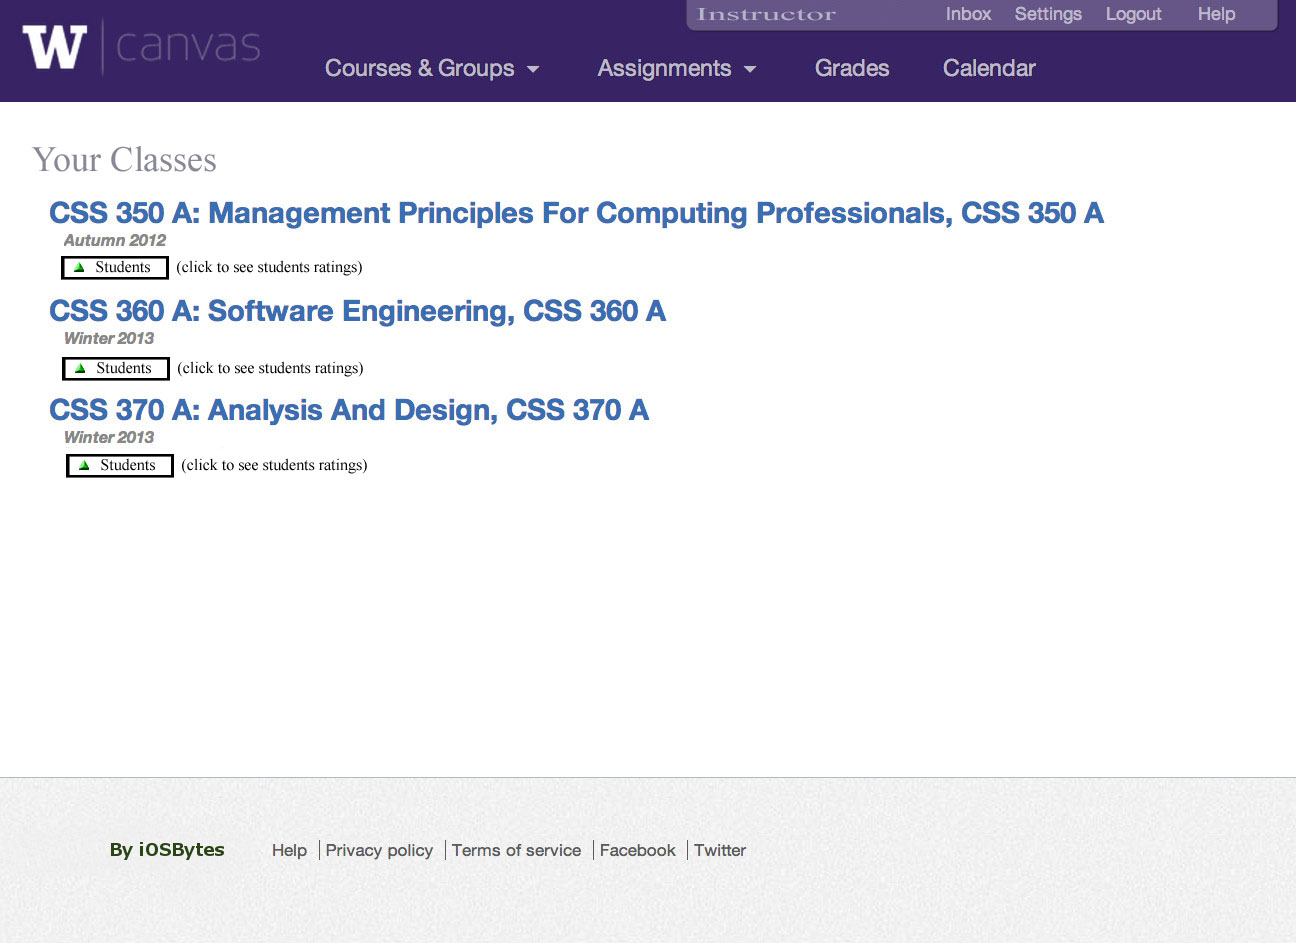 Instructor Inbox Settings Logout Help
W canvas
Courses & Groups Assignments Grades Calendar
Your Classes
CSS 350 A: Management Principles For Computing Professionals, CSS 350 A
Autumn 2012
Students (click to see students ratings)
CSS 360 A: Software Engineering, CSS 360 A
Winter 2013
Students (click to see students ratings)
CSS 370 A: Analysis And Design, CSS 370 A
Winter 2013
Students (click to see students ratings)
By iOSBytes Help Privacy policy Terms of service Facebook Twitter